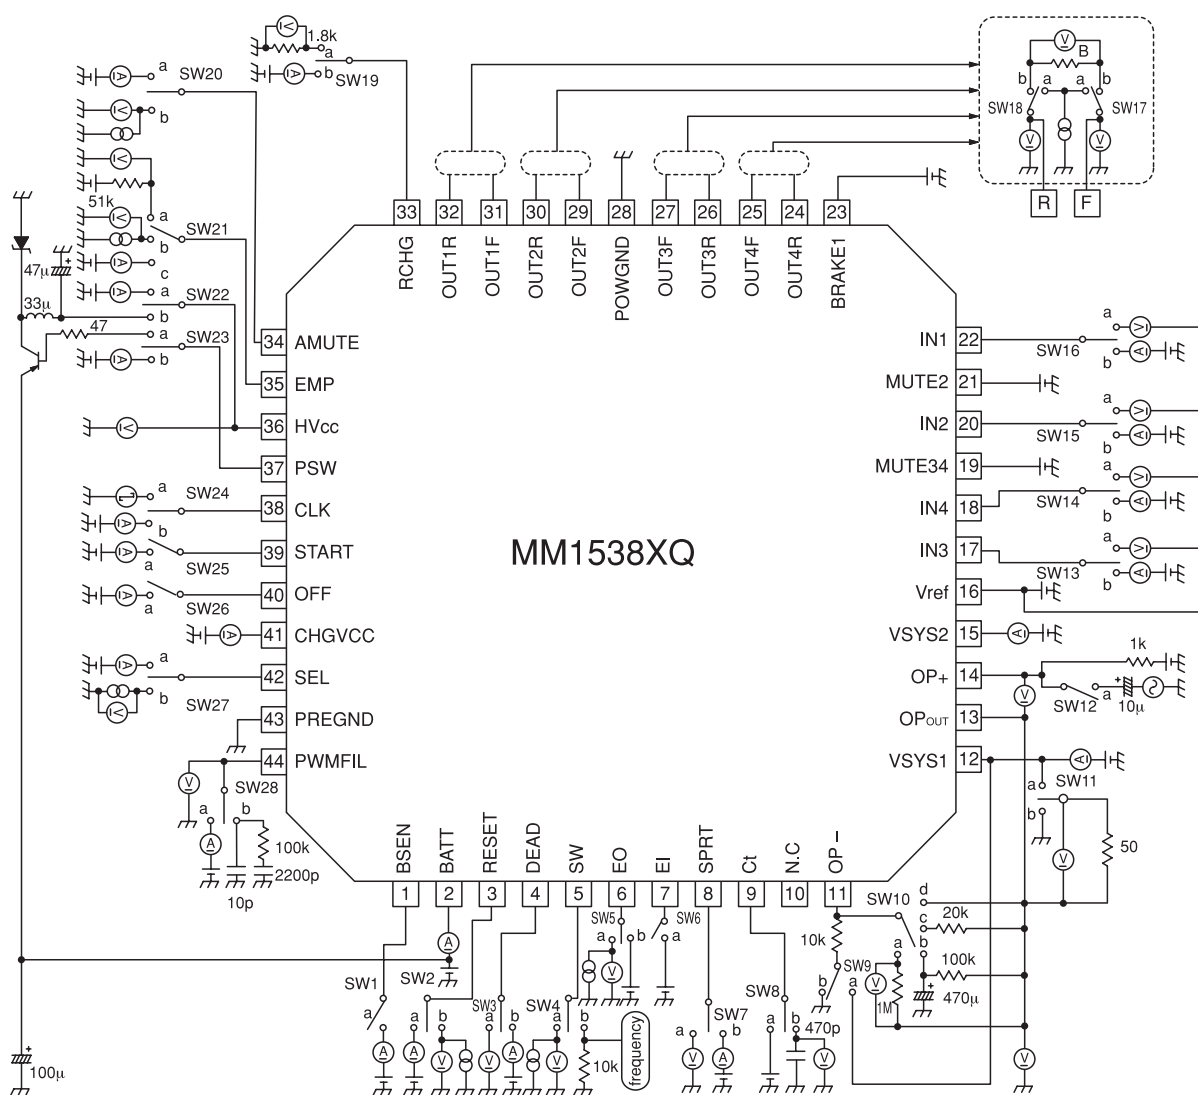 1.8k
a
b SW19
a SW20
b
51k
a SW21
b
c
47μ +
33μ
a SW22
b
47
a SW23
b
V B
b a a b
SW18 SW17
R F
33 32 31 30 29 28 27 26 25 24 23
RCHG OUT1R OUT1F OUT2R OUT2F POWGND OUT3F OUT3R OUT4F OUT4R BRAKE1
34 AMUTE
35 EMP
36 HVcc
37 PSW
38 CLK
39 START
40 OFF
41 CHGVCC
42 SEL
43 PREGND
44 PWMFIL
a SW24
b
a SW25
a SW26
a
b SW27
SW28
a b
100k
2200p
10p
MM1538XQ
IN1 22
MUTE2 21
IN2 20
MUTE34 19
IN4 18
IN3 17
Vref 16
VSYS2 15
OP+ 14
OPOUT 13
VSYS1 12
SW16 a
b
SW15 a
b
SW14 a
b
SW13 a
b
1k
SW12 a + 10μ
SW11
a
b
50
BSEN BATT RESET DEAD SW EO EI SPRT Ct N.C OP-
1 2 3 4 5 6 7 8 9 10 11
SW1 a
SW2 a b
SW3 a b
SW4 a b
10k
frequency
SW5 a b
SW6 a
SW7 a b
SW8 a b
470p
10k
SW9
b a
SW10 d
c 20k
b 100k
a
1M
+ 470μ
+ 100μ